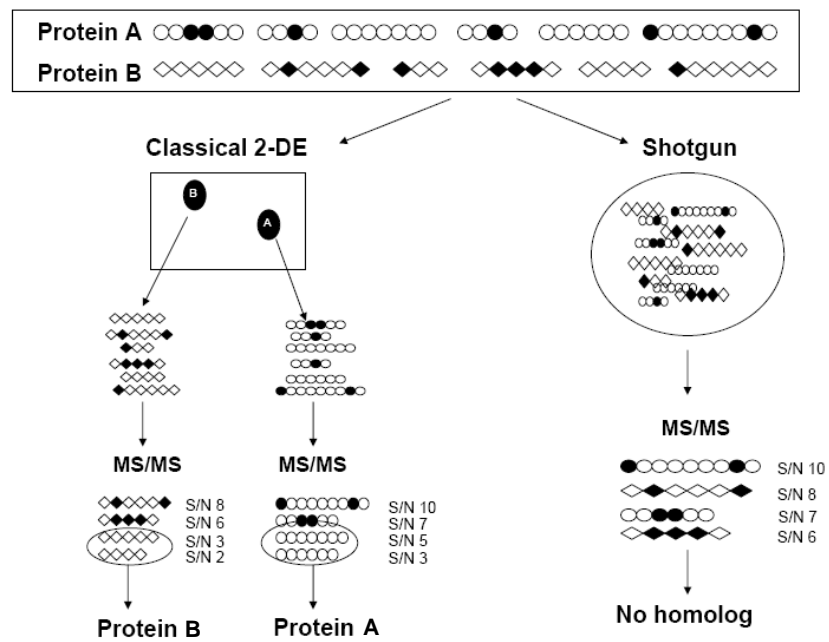 Protein A
Protein B
Classical 2-DE
Shotgun
B
A
MS/MS
MS/MS
MS/MS
S/N 8
S/N 6
S/N 3
S/N 2
S/N 10
S/N 7
S/N 5
S/N 3
S/N 10
S/N 8
S/N 7
S/N 6
Protein B
Protein A
No homolog